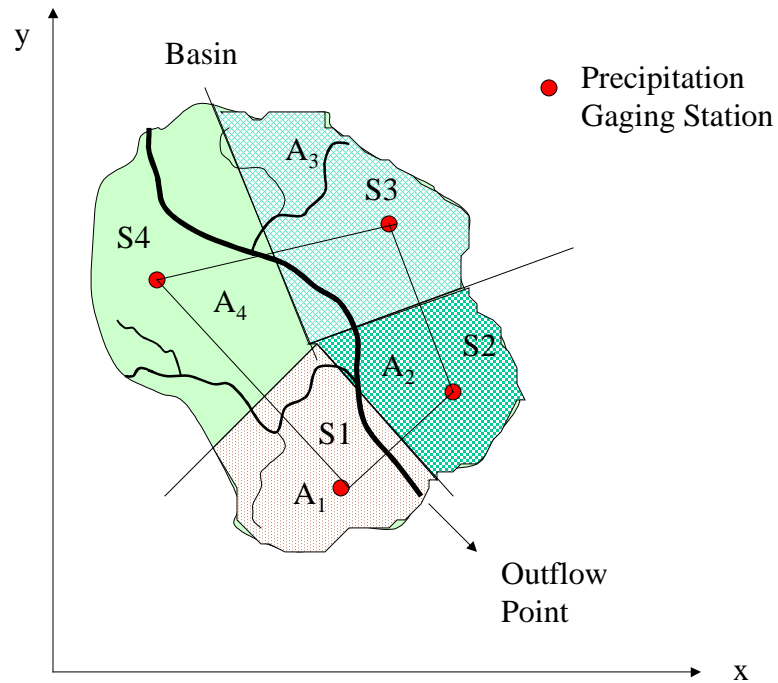 y
Basin
Precipitation
Gaging Station
A3
S3
S4
A4
S2
A2
S1
A1
Outflow
Point
x